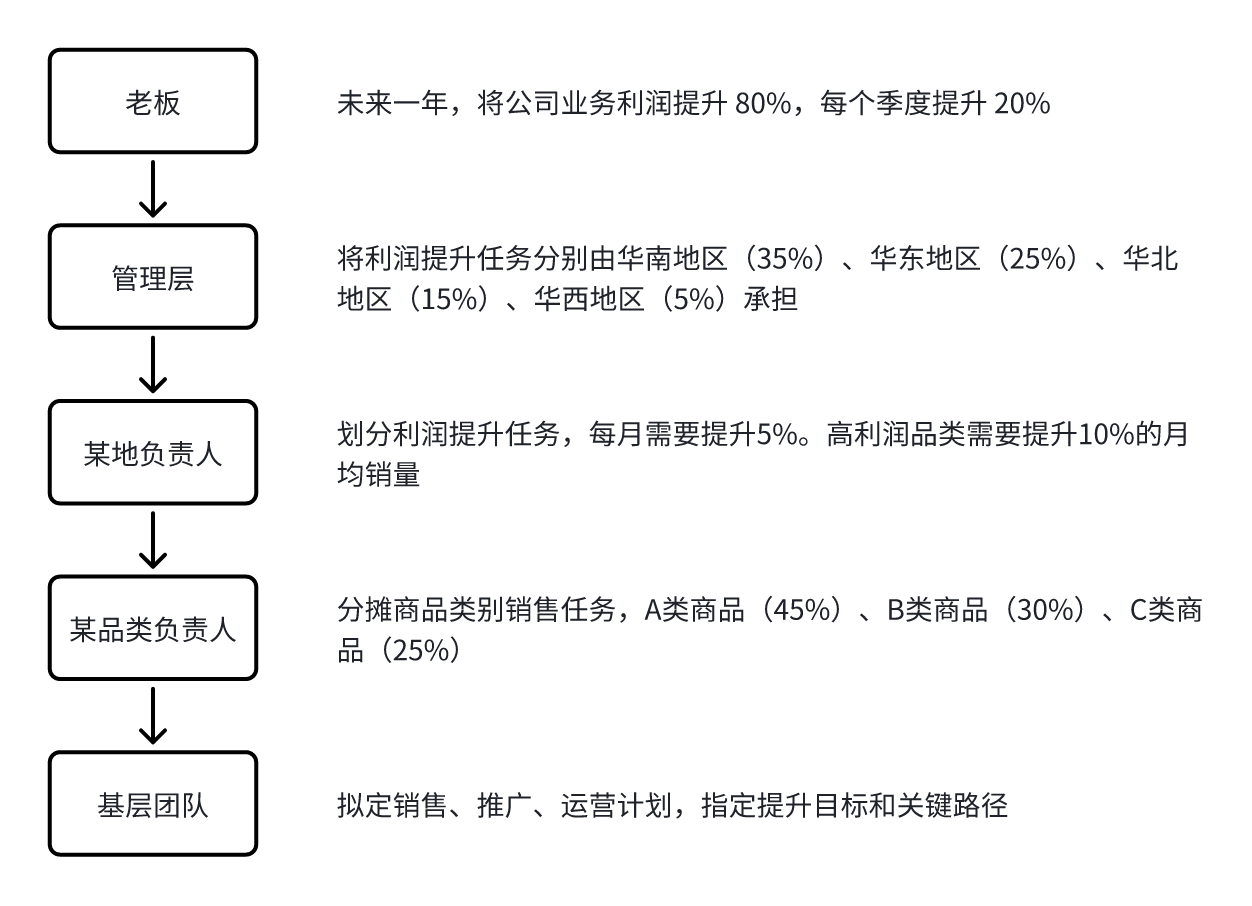 老板
未来一年，将公司业务利润提升 80%，每个季度提升 20%
管理层
将利润提升任务分别由华南地区（35%）、华东地区（25%）、华北
地区（15%）、华西地区（5%）承担
某地负责人
划分利润提升任务，每月需要提升5%。高利润品类需要提升10%的月
均销量
某品类负责人
分摊商品类别销售任务，A类商品（45%）、B类商品（30%）、C类商
品（25%）
基层团队
拟定销售、推广、运营计划，指定提升目标和关键路径